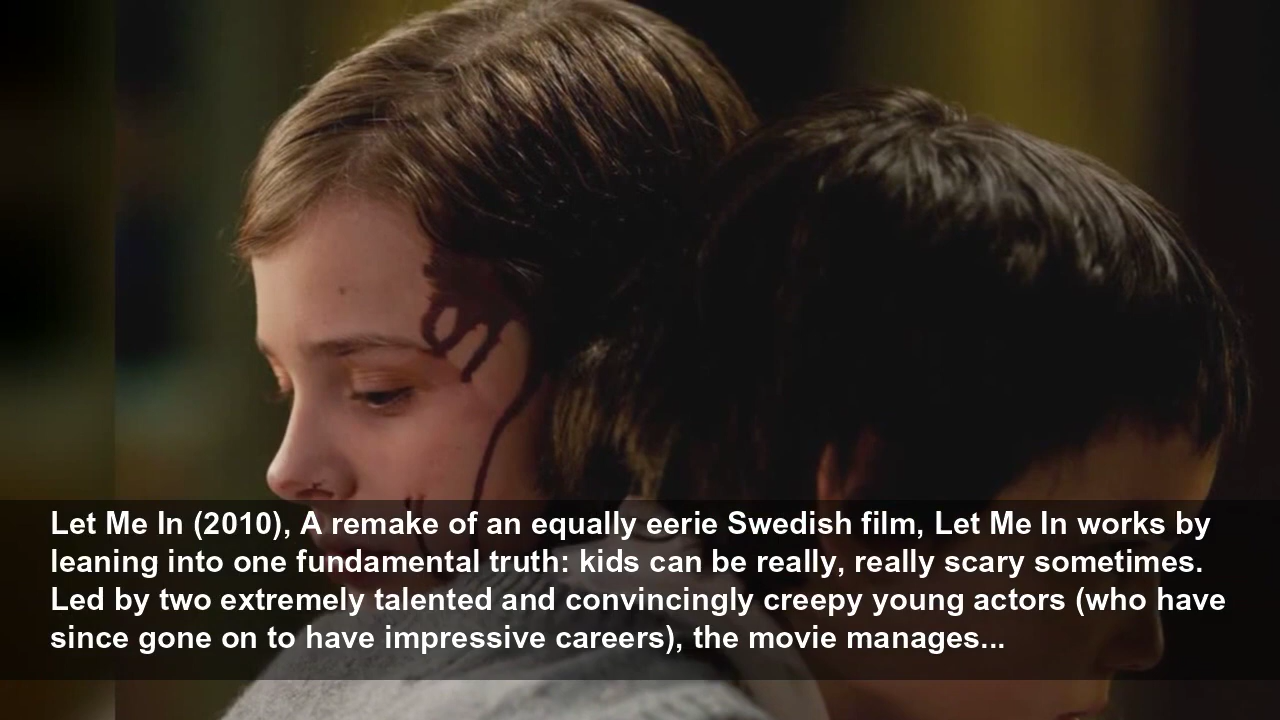 Let Me In (2010), A remake of an equally eerie Swedish film, Let Me In works by
leaning into one fundamental truth: kids can be really, really scary sometimes.
Led by two extremely talented and convincingly creepy young actors (who have
since gone on to have impressive careers), the movie manages...